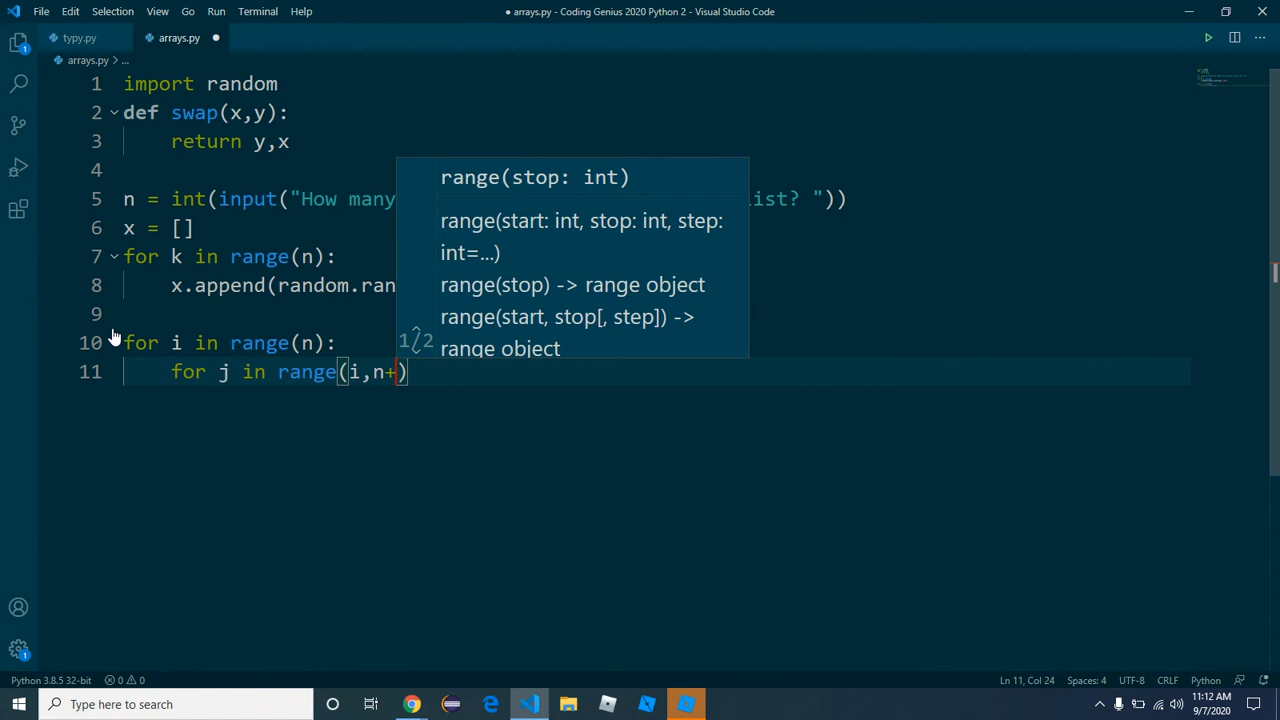 File Edit Selection View Go Run Terminal Help
● arrays.py - Coding Genius 2020 Python 2 - Visual Studio Code
typy.py arrays.py ●
arrays.py > ...
1 import random
2 def swap(x,y):
3 return y,x
4
5 n = int(input("How many list? "))
6 x = []
7 for k in range(n):
8 x.append(random.ran
9
10 for i in range(n):
11 for j in range(i,n+)
range(stop: int)
range(start: int, stop: int, step:
int=…)
range(stop) -> range object
range(start, stop[, step]) ->
range object
1/2
1
1
Python 3.8.5 32-bit 0 0 Ln 11, Col 24 Spaces: 4 UTF-8 CRLF Python
Type here to search
11:12 AM
9/7/2020